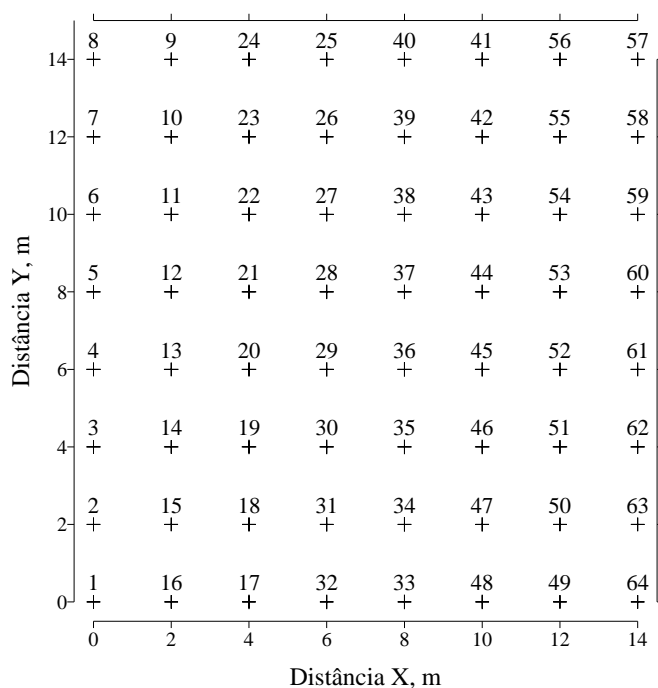 8 9 24 25 40 41 56 57
14
7 10 23 26 39 42 55 58
12
6 11 22 27 38 43 54 59
10
5 12 21 28 37 44 53 60
8
4 13 20 29 36 45 52 61
6
3 14 19 30 35 46 51 62
4
2 15 18 31 34 47 50 63
2
1 16 17 32 33 48 49 64
0
0 2 4 6 8 10 12 14
Distância Y, m
Distância X, m